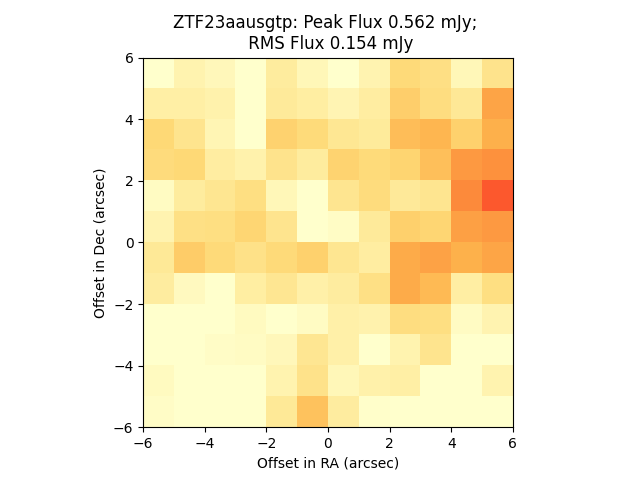 ZTF23aausgtp: Peak Flux 0.562 mJy;
RMS Flux 0.154 mJy
6
4
2
0
−2
−4
−6
Offset in Dec (arcsec)
−6 −4 −2 0 2 4 6
Offset in RA (arcsec)